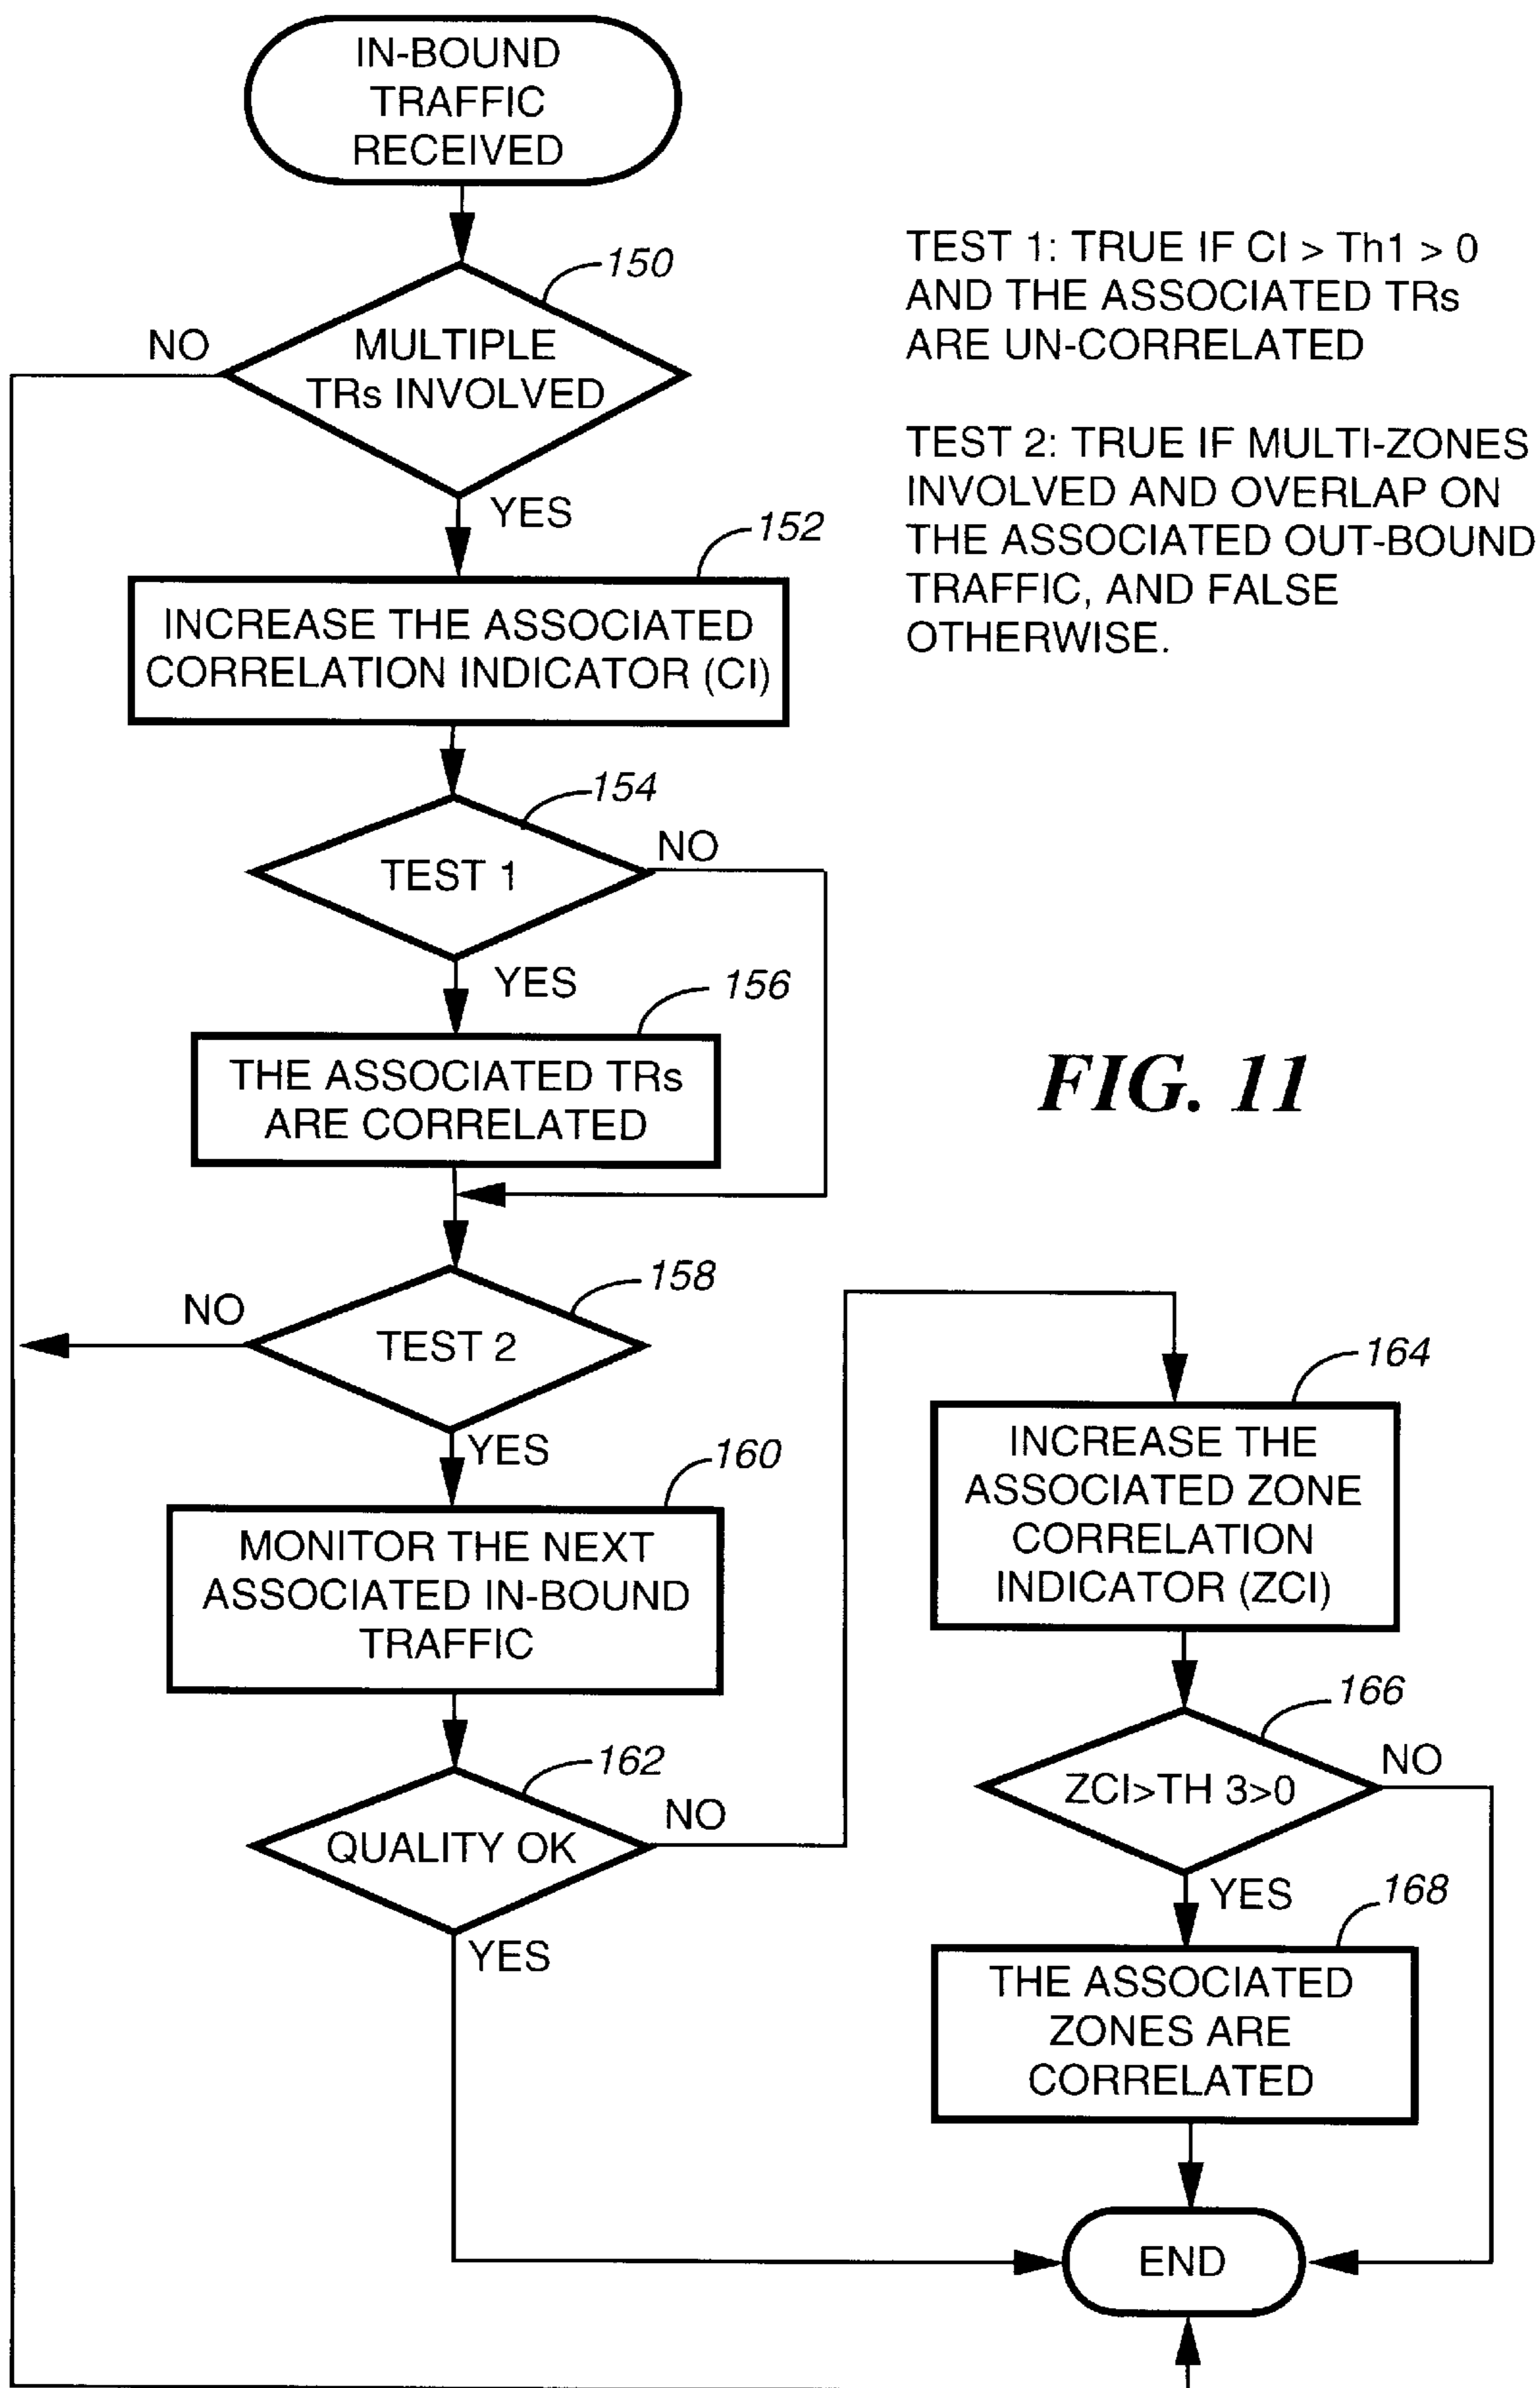 IN-BOUND
TRAFFIC
RECEIVED
150
NO
MULTIPLE
TRs INVOLVED
YES
TEST 1: TRUE IF CI > Th1 > 0
AND THE ASSOCIATED TRs
ARE UN-CORRELATED
TEST 2: TRUE IF MULTI-ZONES
INVOLVED AND OVERLAP ON
THE ASSOCIATED OUT-BOUND
TRAFFIC, AND FALSE
OTHERWISE.
152
INCREASE THE ASSOCIATED
CORRELATION INDICATOR (CI)
154
NO
TEST 1
YES
156
THE ASSOCIATED TRs
ARE CORRELATED
FIG. 11
158
NO
TEST 2
YES
160
MONITOR THE NEXT
ASSOCIATED IN-BOUND
TRAFFIC
162
NO
QUALITY OK
YES
164
INCREASE THE
ASSOCIATED ZONE
CORRELATION
INDICATOR (ZCI)
166
NO
ZCI>TH 3>0
YES
168
THE ASSOCIATED
ZONES ARE
CORRELATED
END